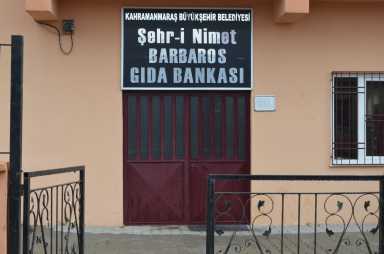 KAHRAMANMARAŞ BÜYÜKŞEHİR BELEDİYESİ
Şehr-i Nimet
BARBAROS
GIDA BANKASI